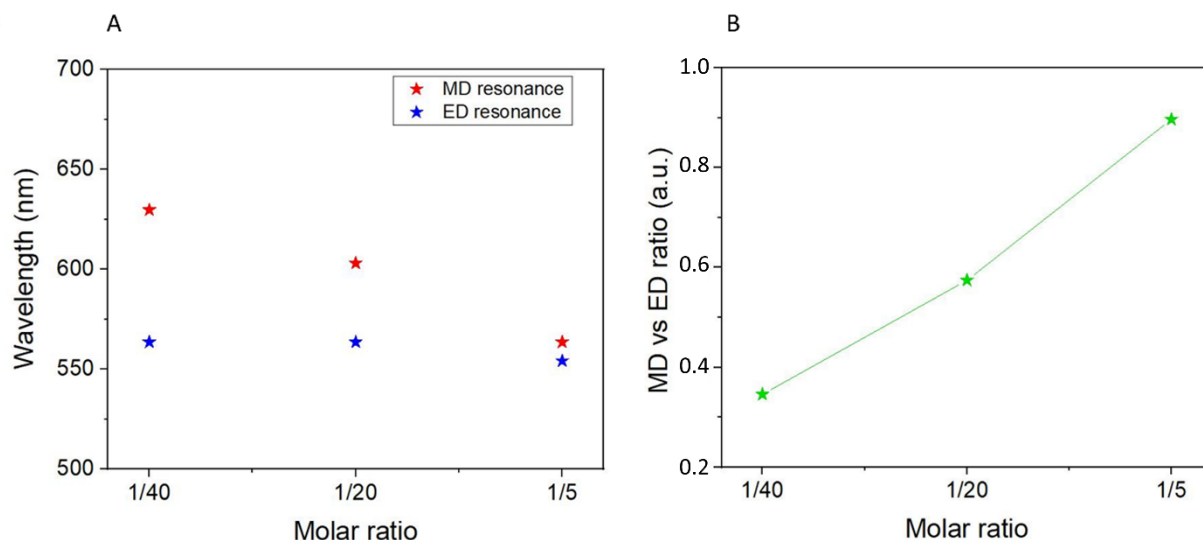 A
700
650
600
550
500
Wavelength (nm)
MD resonance
ED resonance
1/40
1/20
1/5
Molar ratio
B
1.0
0.8
0.6
0.4
0.2
MD vs ED ratio (a.u.)
1/40
1/20
1/5
Molar ratio